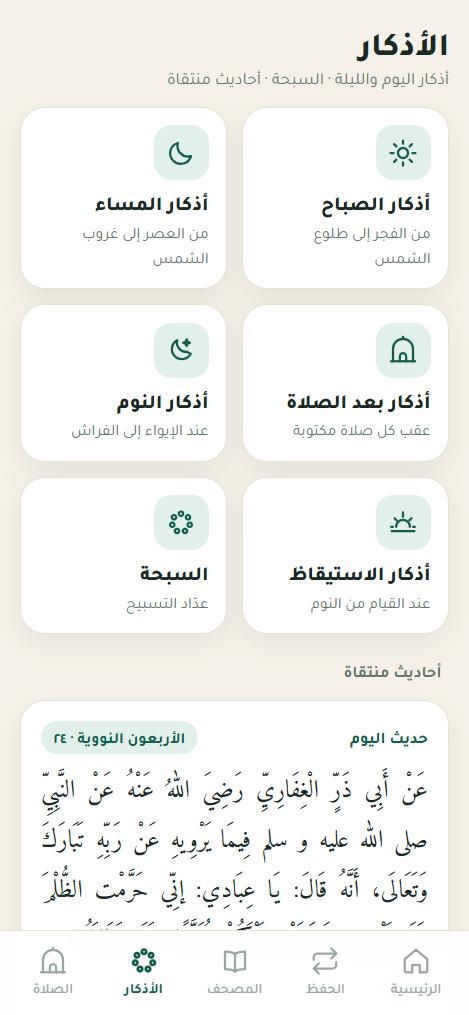 الأذكار
أذكار اليوم والليلة · السبحة · أحاديث منتقاة
أذكار الصباح
من الفجر إلى طلوع
الشمس
أذكار المساء
من العصر إلى غروب
الشمس
أذكار بعد الصلاة
عقب كل صلاة مكتوبة
أذكار النوم
عند الإيواء إلى الفراش
أذكار الاستيقاظ
عند القيام من النوم
السبحة
عدّاد التسبيح
أحاديث منتقاة
حديث اليوم
الأربعون النووية · ٢٤
عَنْ أَبِي ذَرٍّ الْغِفَارِيِّ رَضِيَ اللهُ عَنْهُ عَنْ النَّبِيِّ
صلى الله عليه و سلم فِيمَا يَرْوِيهِ عَنْ رَبِّهِ تَبَارَكَ
وَتَعَالَى، أَنَّهُ قَالَ: يَا عِبَادِي: إنِّي حَرَّمْت الظُّلْمَ
الرئيسية
الحفظ
المصحف
الأذكار
الصلاة